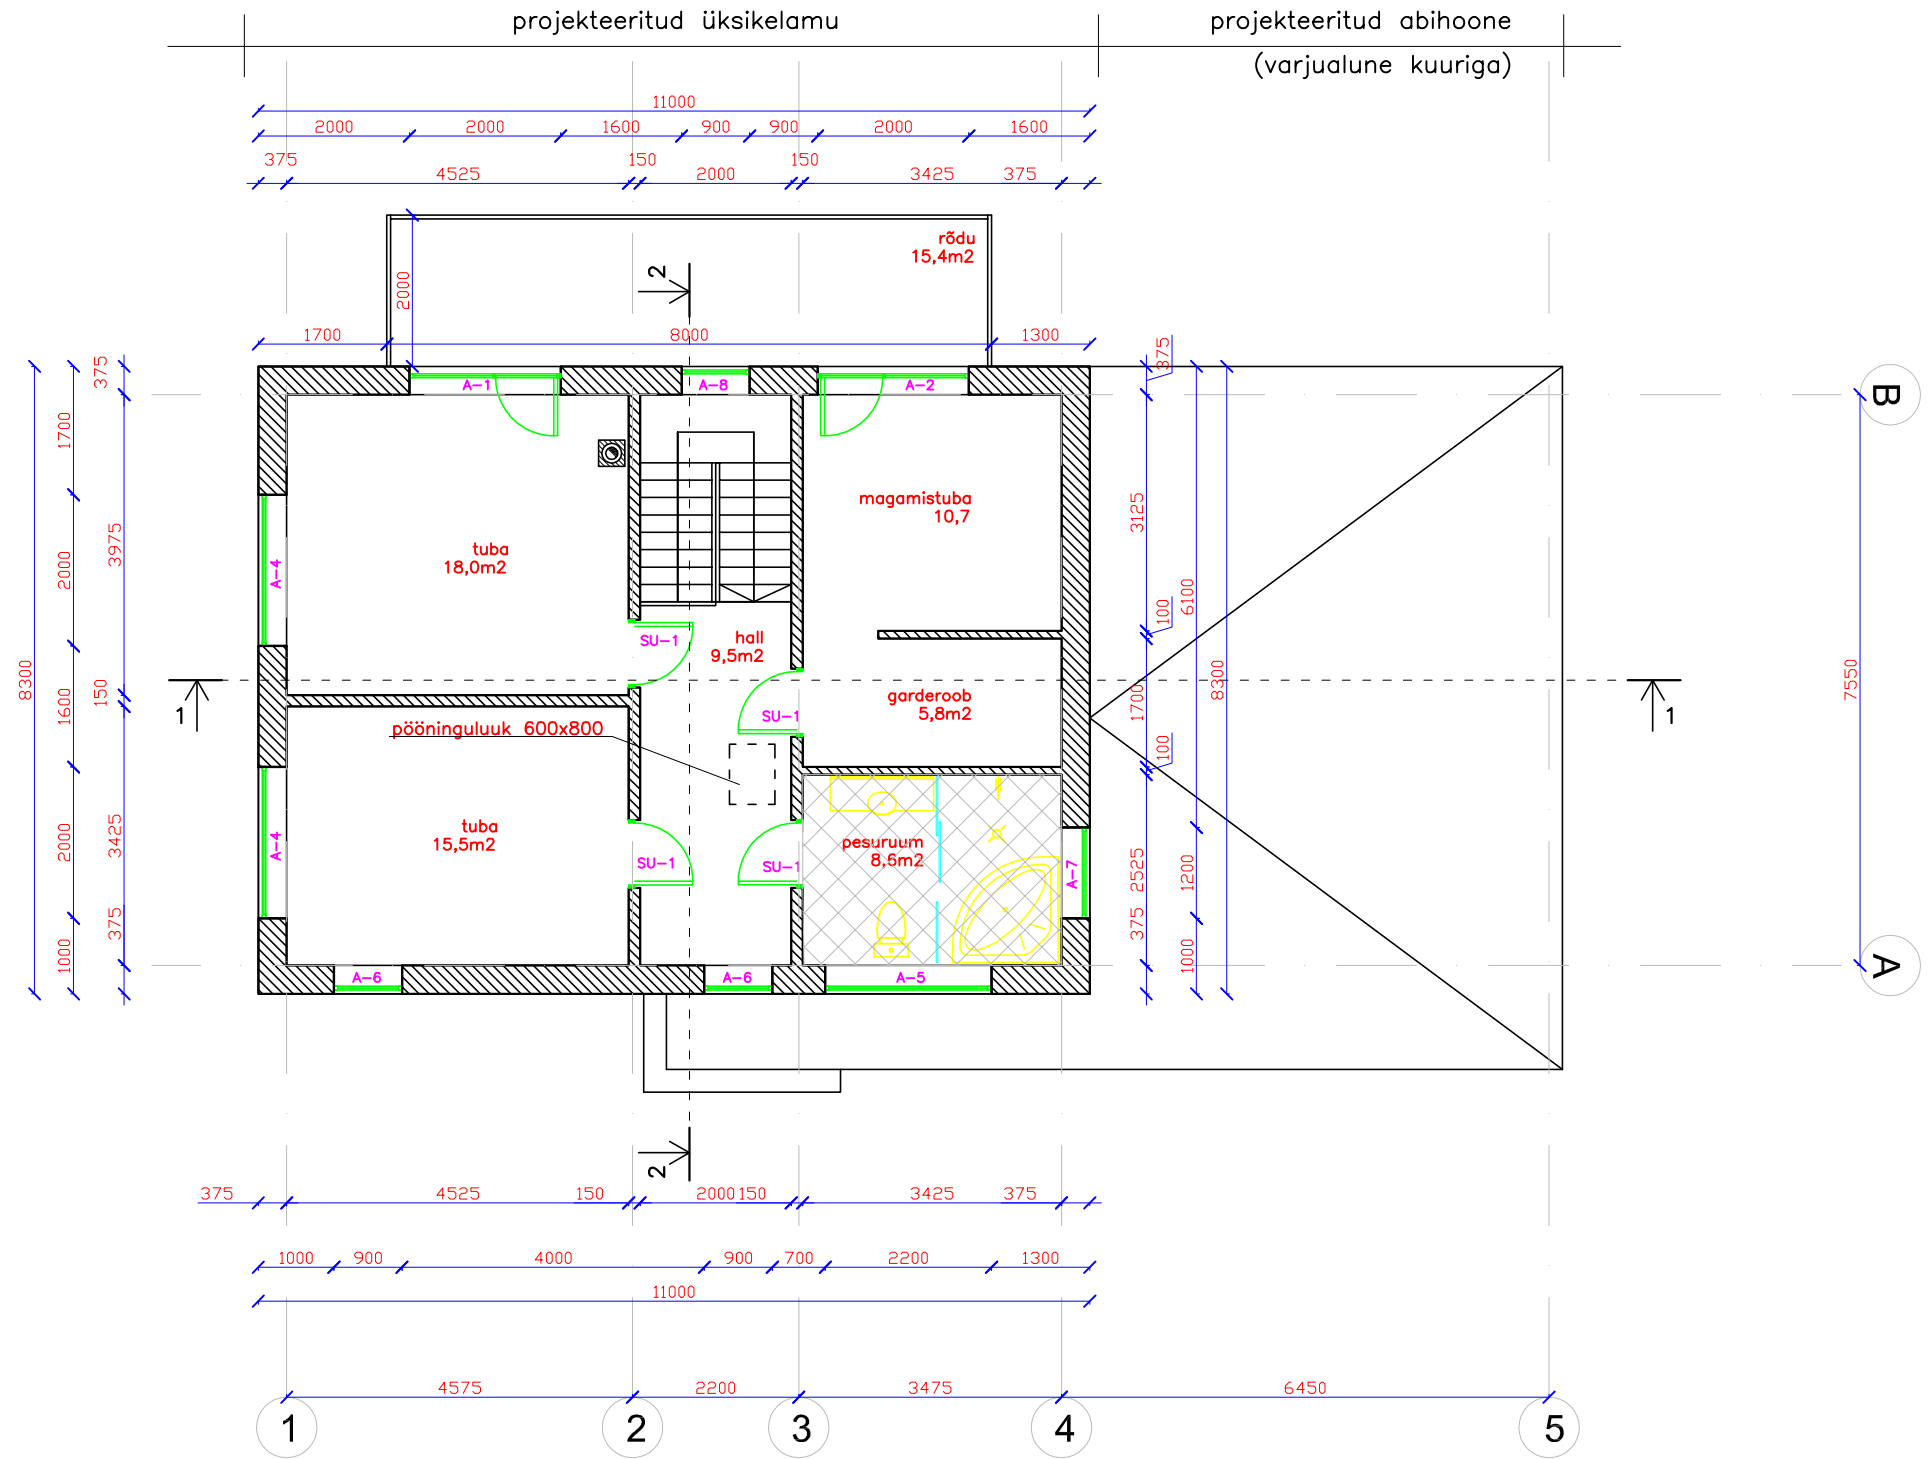 projekteeritud üksikelamu
projekteeritud abihoone
(varjualune kuuriga)
11000
2000 2000 1600 900 900 2000 1600
375 150 150
4525 2000 3425 375
rõdu
15,4m2
2
2000
1700 8000 1300
375
A-1 A-8 A-2
B
1700
375
magamistuba
10,7
3125
tuba
18,0m2
3975
2000
A-4
6100
100
SU-1
hall
9,5m2
8300
150
1600
garderoob
5,8m2
1700
8300
7550
1
SU-1
1
pööninguluuk 600x800
100
tuba
15,5m2
3425
2000
A-4
SU-1
SU-1
pesuruum
8,6m2
A-7
2525
1200
375
1000
375
1000
A
A-6 A-6 A-5
2
375 4525 150 2000 150 3425 375
1000 900 4000 900 700 2200 1300
11000
4575 2200 3475 6450
1 2 3 4 5